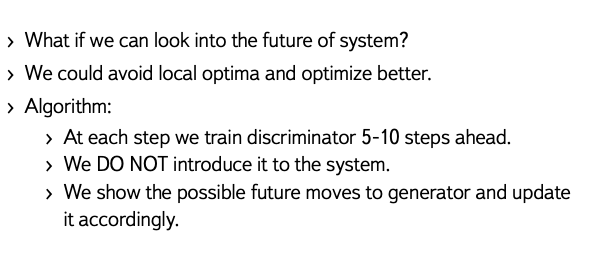 › What if we can look into the future of system?
› We could avoid local optima and optimize better.
› Algorithm:
› At each step we train discriminator 5-10 steps ahead.
› We DO NOT introduce it to the system.
› We show the possible future moves to generator and update
it accordingly.